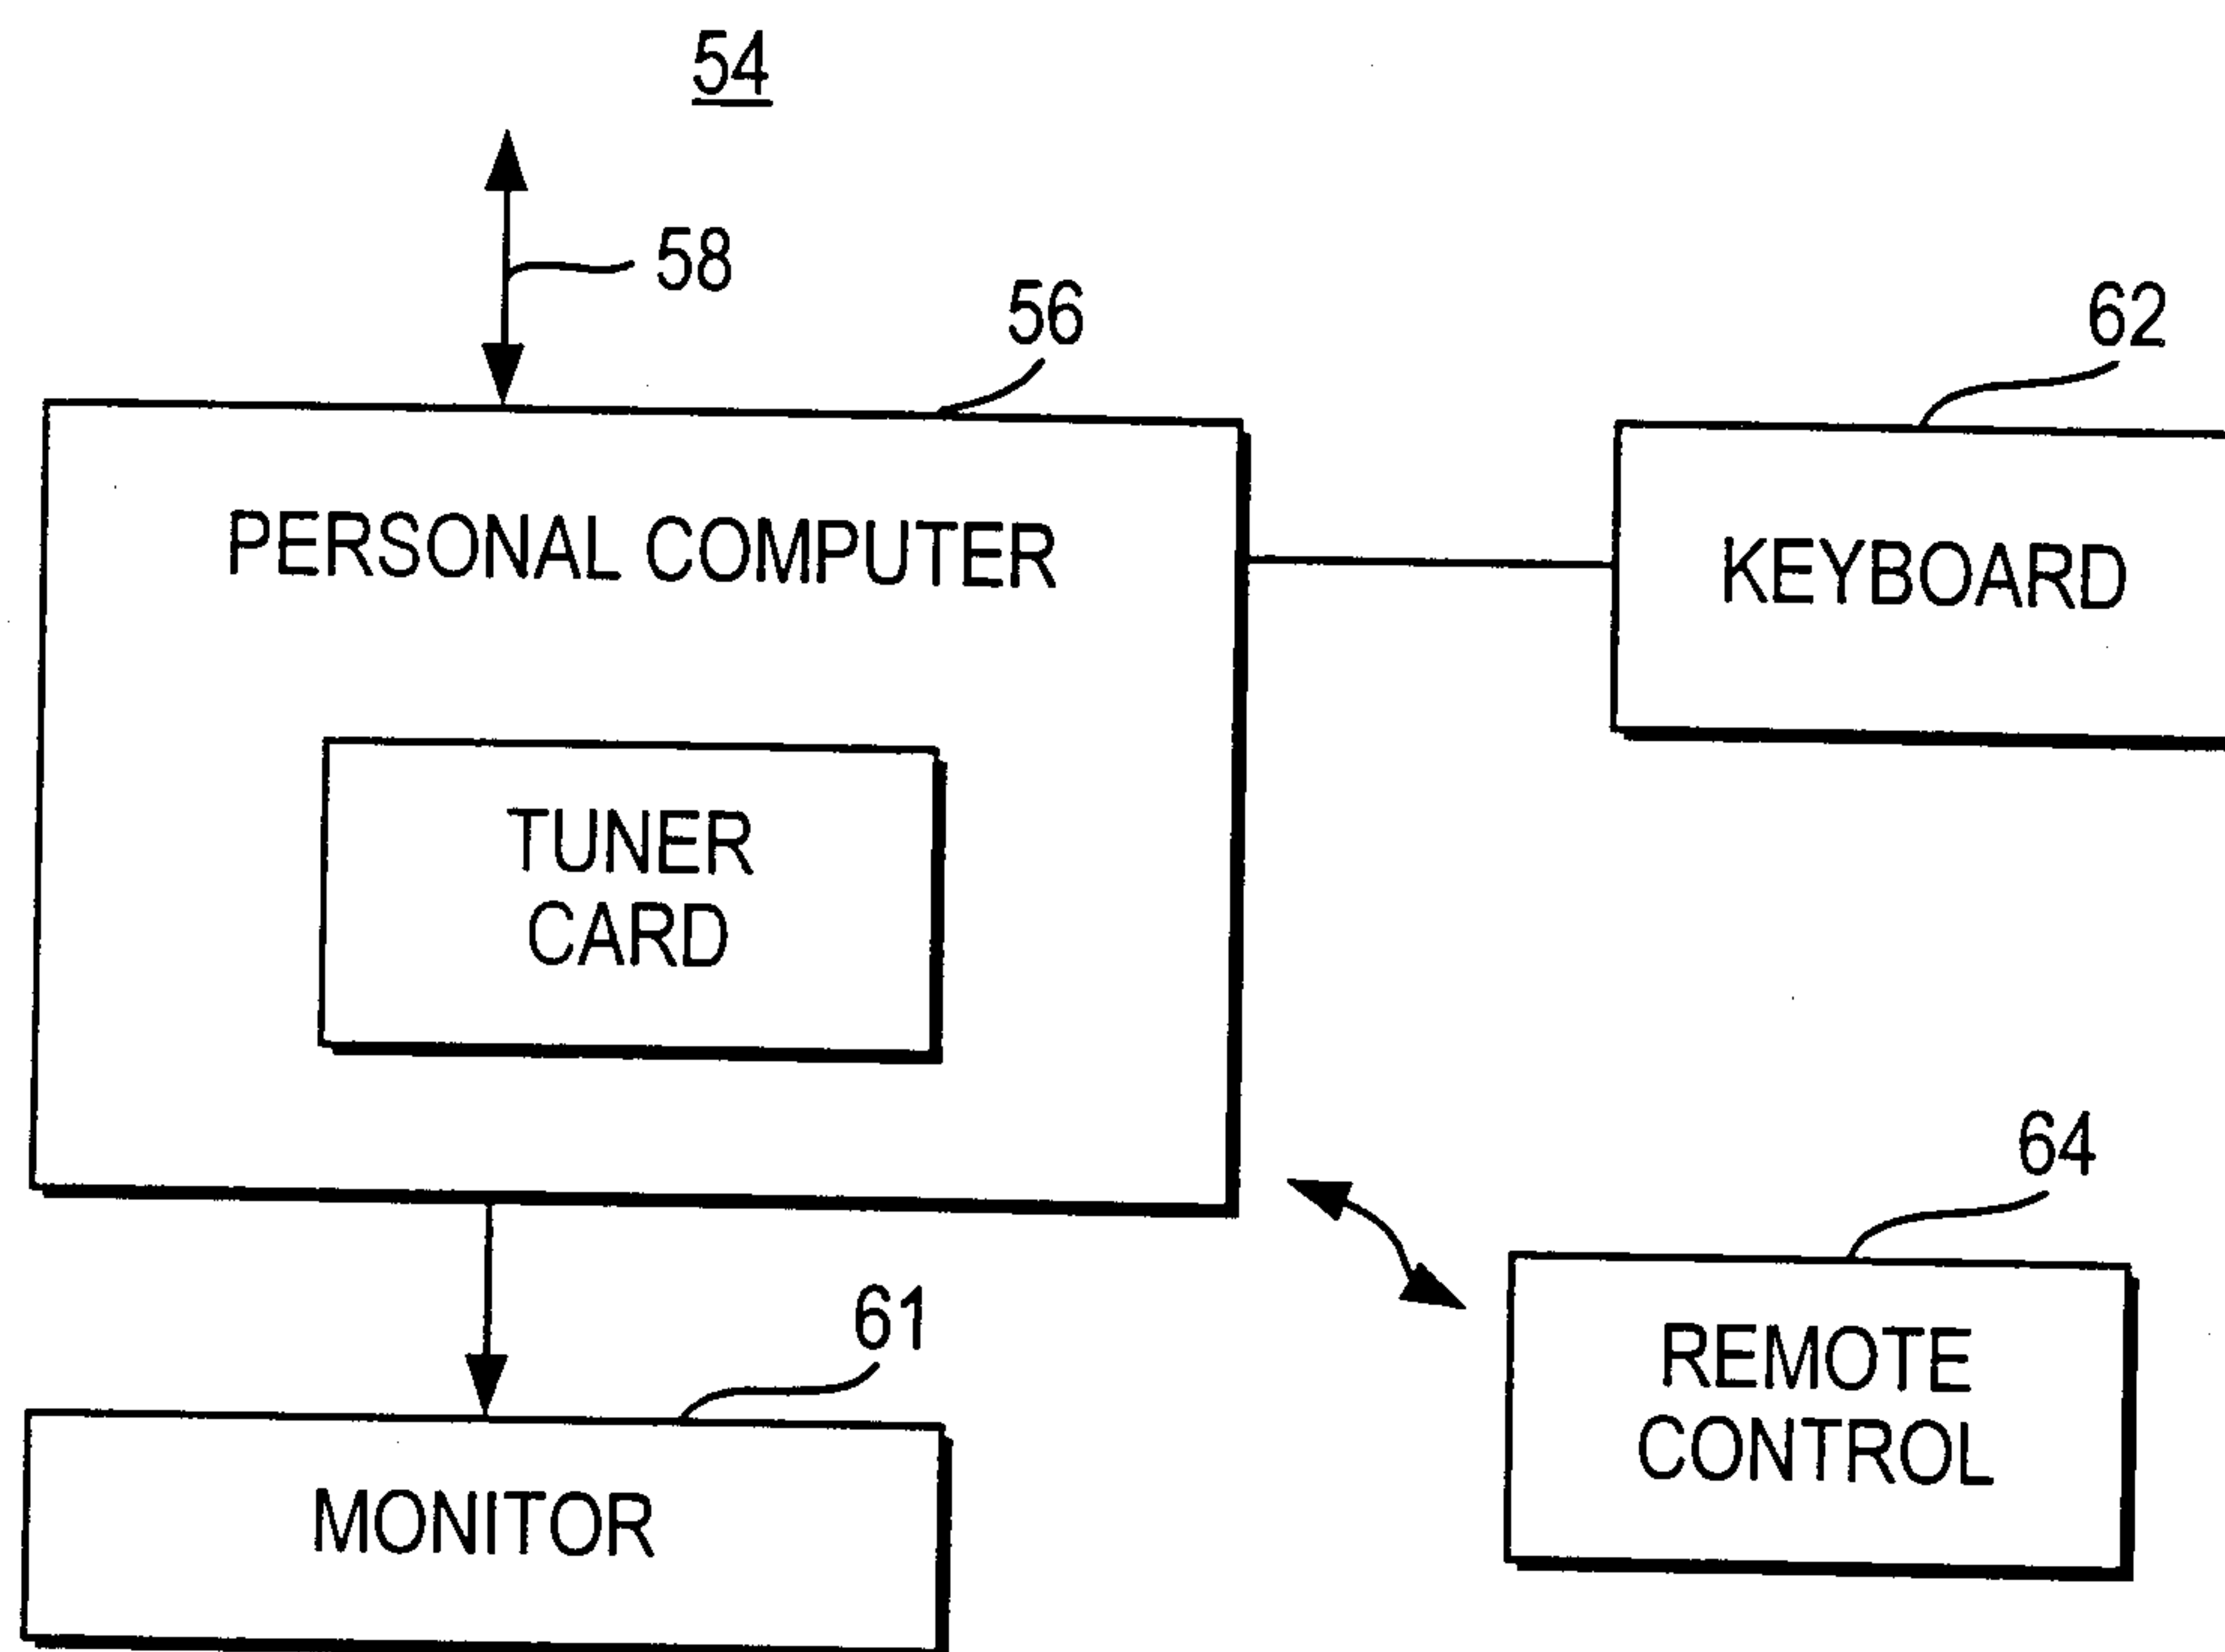 54
58
56
62
PERSONAL COMPUTER
KEYBOARD
TUNER
CARD
64
61
REMOTE
CONTROL
MONITOR